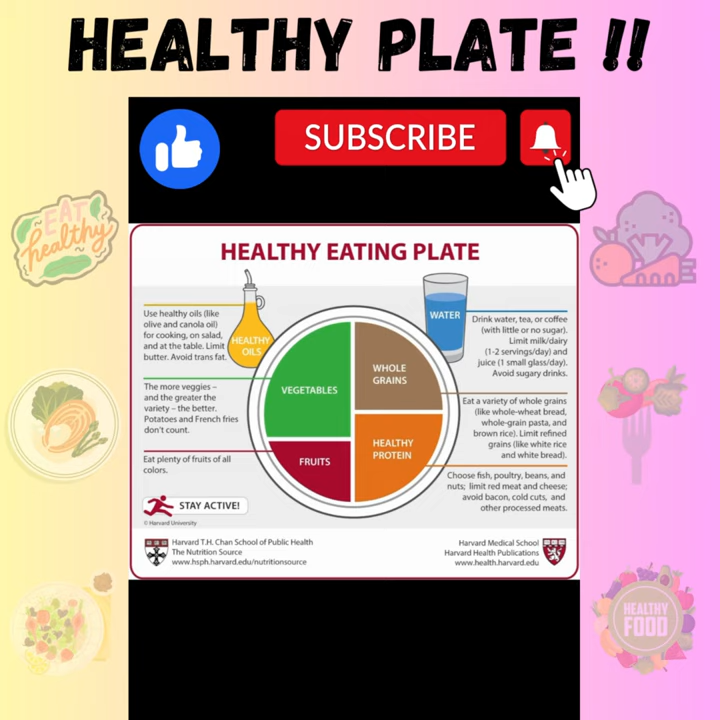 HEALTHY PLATE !!
SUBSCRIBE
EAT
healthy
HEALTHY EATING PLATE
Use healthy oils (like
olive and canola oil)
for cooking, on salad,
and at the table. Limit
butter. Avoid trans fat.
HEALTHY
OILS
WATER
Drink water, tea, or coffee
(with little or no sugar).
Limit milk/dairy
(1-2 servings/day) and
juice (1 small glass/day).
Avoid sugary drinks.
The more veggies –
and the greater the
variety – the better.
Potatoes and French fries
don't count.
VEGETABLES
WHOLE
GRAINS
Eat a variety of whole grains
(like whole-wheat bread,
whole-grain pasta, and
brown rice). Limit refined
grains (like white rice
and white bread).
Eat plenty of fruits of all
colors.
FRUITS
HEALTHY
PROTEIN
Choose fish, poultry, beans, and
nuts; limit red meat and cheese;
avoid bacon, cold cuts, and
other processed meats.
STAY ACTIVE!
© Harvard University
Harvard T.H. Chan School of Public Health
The Nutrition Source
www.hsph.harvard.edu/nutritionsource
Harvard Medical School
Harvard Health Publications
www.health.harvard.edu
HEALTHY
FOOD